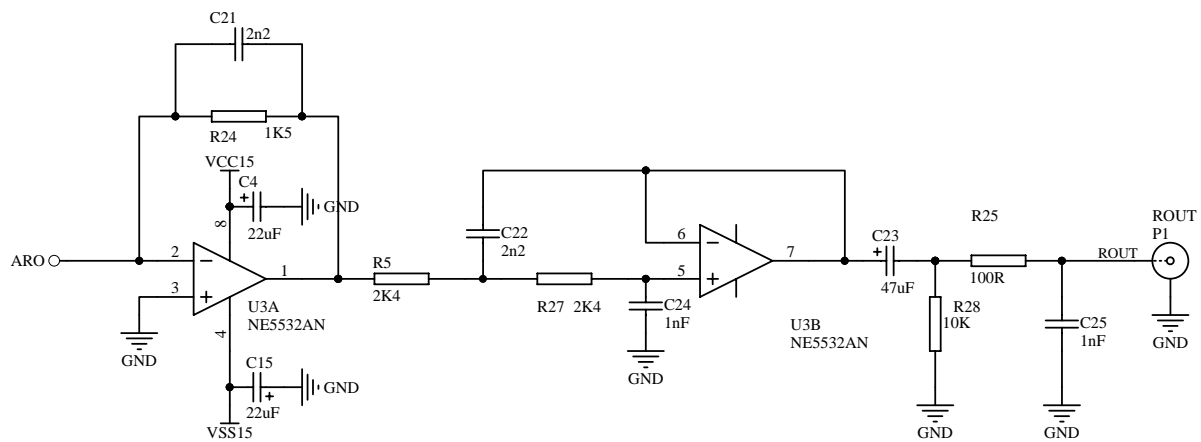 C21
2n2
R24
1K5
VCC15
C4
22uF
GND
8
ARO
2
3
1
U3A
NE5532AN
4
GND
C15
22uF
GND
VSS15
R5
2K4
C22
2n2
R27 2K4
C24
1nF
GND
6
5
7
U3B
NE5532AN
C23
47uF
R28
10K
GND
R25
100R
C25
1nF
GND
ROUT
ROUT
P1
GND